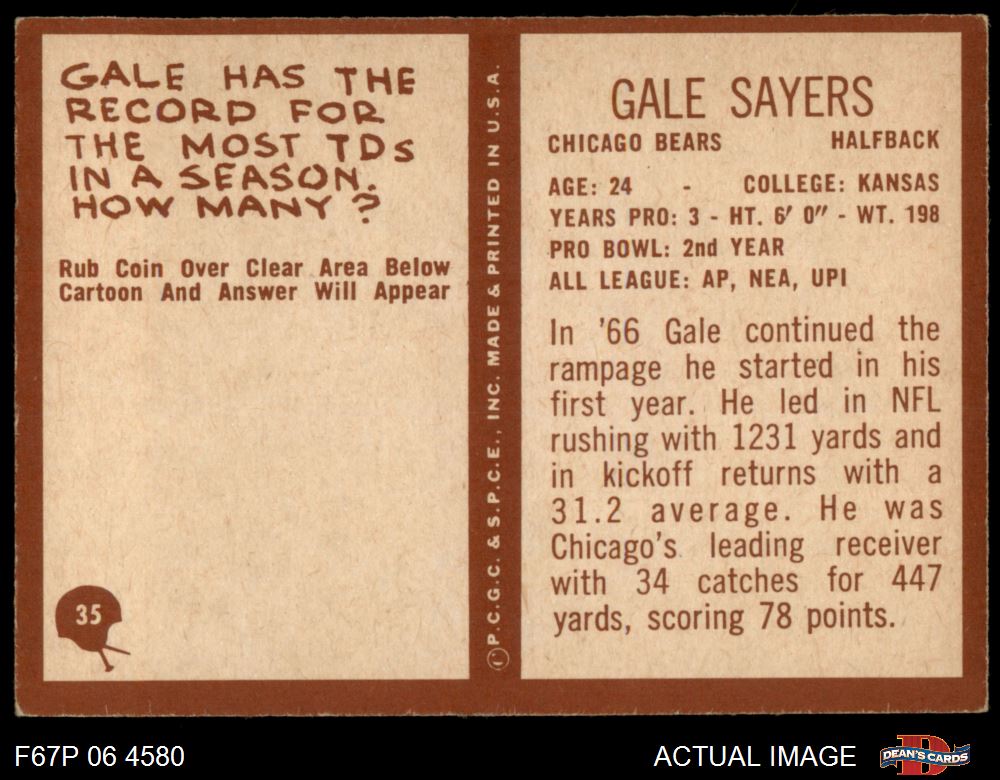 GALE HAS THE
RECORD FOR
THE MOST TDs
IN A SEASON.
HOW MANY?
Rub Coin Over Clear Area Below
Cartoon And Answer Will Appear
35
© P.C.G.C. & S.P.C.E., INC. MADE & PRINTED IN U.S.A.
GALE SAYERS
CHICAGO BEARS HALFBACK
AGE: 24 - COLLEGE: KANSAS
YEARS PRO: 3 - HT. 6' 0" - WT. 198
PRO BOWL: 2nd YEAR
ALL LEAGUE: AP, NEA, UPI
In '66 Gale continued the
rampage he started in his
first year. He led in NFL
rushing with 1231 yards and
in kickoff returns with a
31.2 average. He was
Chicago's leading receiver
with 34 catches for 447
yards, scoring 78 points.
F67P 06 4580
ACTUAL IMAGE
D
DEAN'S CARDS